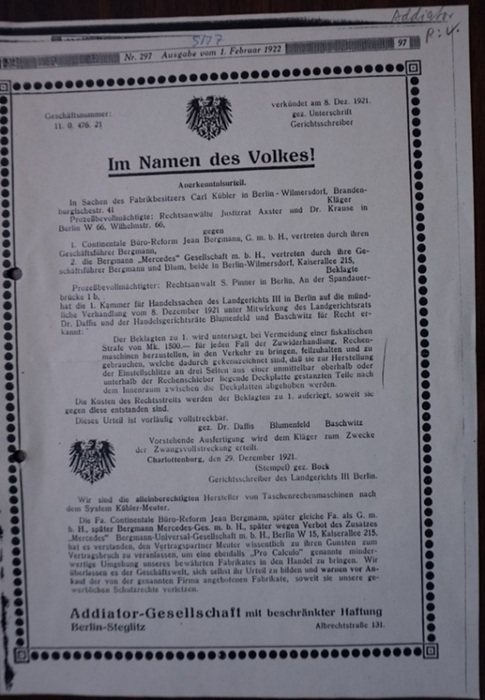 Addiator
P.V.
5177
Nr. 297 Ausgabe vom 1. Februar 1922 97
Geschäftsnummer:
11. 0. 476. 21
verkündet am 8. Dez. 1921.
gez. Unterschrift
Gerichtsschreiber
Im Namen des Volkes!
Anerkenntnisurteil.
In Sachen des Fabrikbesitzers Carl Kübler in Berlin-Wilmersdorf, Branden-
burgischestr. 41 Kläger
Prozeßbevollmächtigte: Rechtsanwälte Justizrat Aaster und Dr. Krause in
Berlin W 66, Wilhelmstr. 66,
gegen
1. Continentale Büro-Reform Jean Bergmann, G. m. b. H., vertreten durch ihren
Geschäftsführer Bergmann,
2. die Bergmann „Mercedes" Gesellschaft m. b. H., vertreten durch ihre Ge-
schäftsführer Bergmann und Blum, beide in Berlin-Wilmersdorf, Kaiserallee 215,
Beklagte
Prozeßbevollmächtigter: Rechtsanwalt S. Pinner in Berlin. An der Spandauer-
brücke 1 b,
hat die 1. Kammer für Handelssachen des Landgerichts III in Berlin auf die münd-
liche Verhandlung vom 8. Dezember 1921 unter Mitwirkung des Landgerichtsrats
Dr. Daffis und der Handelsgerichtsräte Blumenfeld und Baschwitz für Recht er-
kannt:
Der Beklagten zu 1. wird untersagt, bei Vermeidung einer fiskalischen
Strafe von Mk. 1500.— für jeden Fall der Zuwiderhandlung, Rechen-
maschinen herzustellen, in den Verkehr zu bringen, feilzuhalten und zu
gebrauchen, welche dadurch gekennzeichnet sind, daß sie zur Herstellung
der Einstellschlitze an drei Seiten aus einer unmittelbar oberhalb oder
unterhalb der Rechenschieber liegende Deckplatte gestanzten Teile nach
dem Innenraum zwischen die Deckplatten abgehoben werden.
Die Kosten des Rechtsstreits werden der Beklagten zu 1. auferlegt, soweit sie
gegen diese entstanden sind.
Dieses Urteil ist vorläufig vollstreckbar.
gez. Dr. Daffis Blumenfeld Baschwitz
Vorstehende Ausfertigung wird dem Kläger zum Zwecke
der Zwangsvollstreckung erteilt.
Charlottenburg, den 29. Dezember 1921.
(Stempel) gez. Bock
Gerichtsschreiber des Landgerichts III Berlin.
Wir sind die alleinberechtigten Hersteller von Taschenrechenmaschinen nach
dem System Kübler-Meuter.
Die Fa. Continentale Büro-Reform Jean Bergmann, später gleiche Fa. als G. m.
b. H., später Bergmann Mercedes-Ges. m. b. H., später wegen Verbot des Zusatzes
„Mercedes" Bergmann-Universal-Gesellschaft m. b. H., Berlin W 15, Kaiserallee 215,
hat es verstanden, den Vertragspartner Meuter wissentlich zu ihren Gunsten zum
Vertragsbruch zu veranlassen, um eine ebenfalls „Pro Calculo" genannte minder-
wertige Umgehung unseres bewährten Fabrikates in den Handel zu bringen. Wir
überlassen es der Geschäftswelt, sich selbst ihr Urteil zu bilden und warnen vor An-
kauf der von der genannten Firma angebotenen Fabrikate, soweit sie unsere ge-
werblichen Schutzrechte verletzen.
Addiator-Gesellschaft mit beschränkter Haftung
Berlin-Steglitz Albrechtstraße 131.